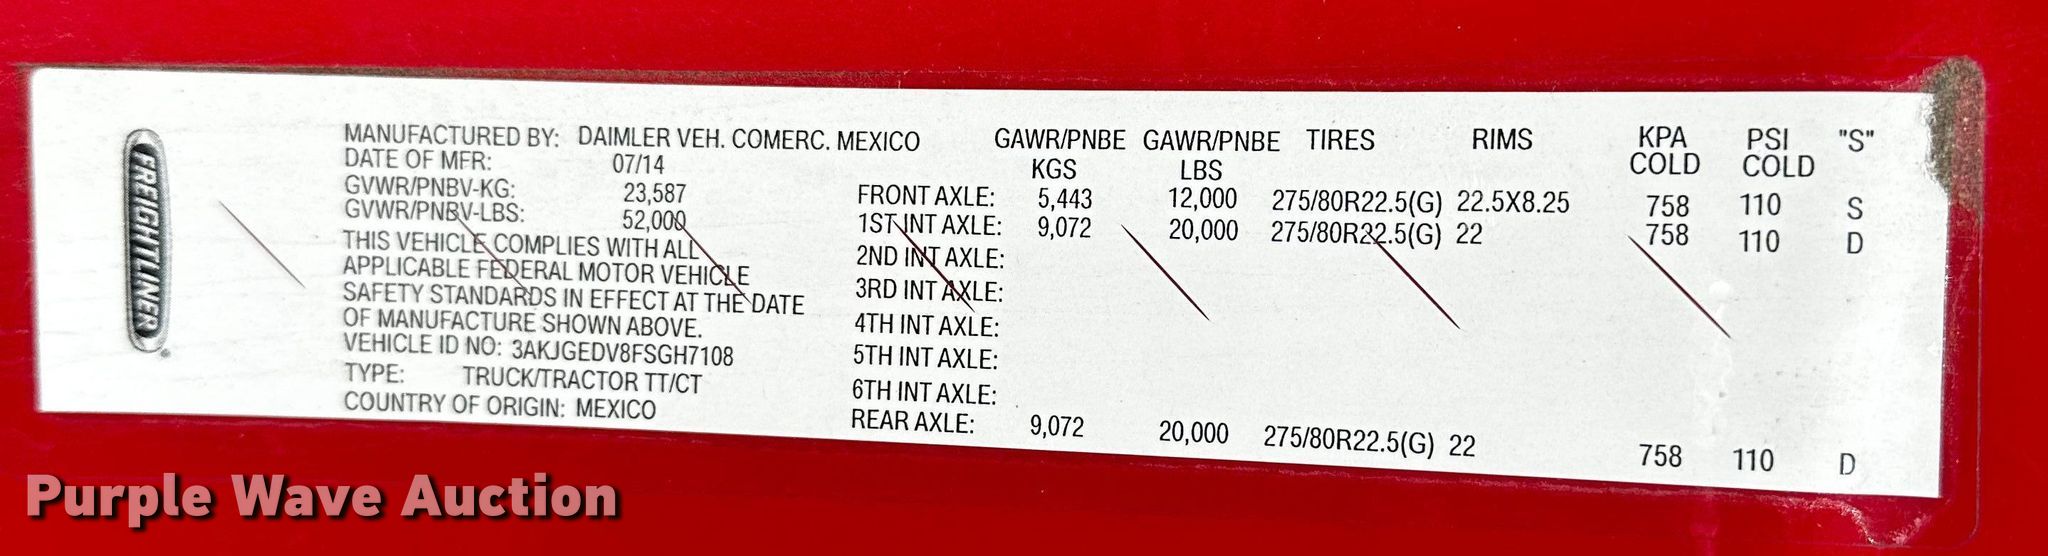 FREIGHTLINER
MANUFACTURED BY: DAIMLER VEH. COMERC. MEXICO
DATE OF MFR: 07/14
GVWR/PNBV-KG: 23,587
GVWR/PNBV-LBS: 52,000
THIS VEHICLE COMPLIES WITH ALL
APPLICABLE FEDERAL MOTOR VEHICLE
SAFETY STANDARDS IN EFFECT AT THE DATE
OF MANUFACTURE SHOWN ABOVE.
VEHICLE ID NO: 3AKJGEDV8FSGH7108
TYPE: TRUCK/TRACTOR TT/CT
COUNTRY OF ORIGIN: MEXICO
GAWR/PNBE GAWR/PNBE TIRES RIMS KPA PSI "S"
KGS LBS COLD COLD
FRONT AXLE: 5,443 12,000 275/80R22.5(G) 22.5X8.25 758 110 S
1ST INT AXLE: 9,072 20,000 275/80R22.5(G) 22 758 110 D
2ND INT AXLE:
3RD INT AXLE:
4TH INT AXLE:
5TH INT AXLE:
6TH INT AXLE:
REAR AXLE: 9,072 20,000 275/80R22.5(G) 22 758 110 D
Purple Wave Auction